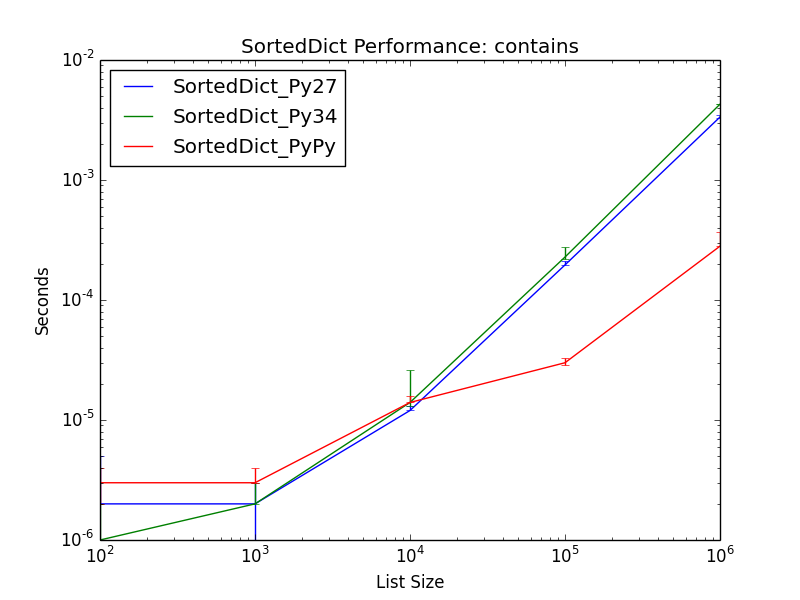 SortedDict Performance: contains
10^-2
SortedDict_Py27
SortedDict_Py34
SortedDict_PyPy
10^-3
Seconds
10^-4
10^-5
10^-6
10^2 10^3 10^4 10^5 10^6
List Size